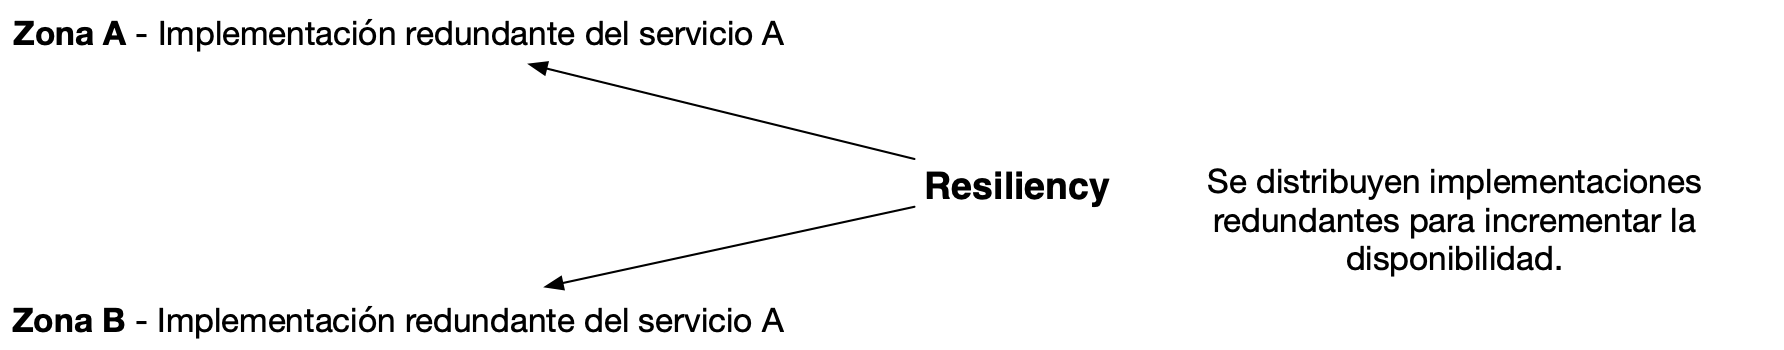 Zona A - Implementación redundante del servicio A
Resiliency
Se distribuyen implementaciones
redundantes para incrementar la
disponibilidad.
Zona B - Implementación redundante del servicio A